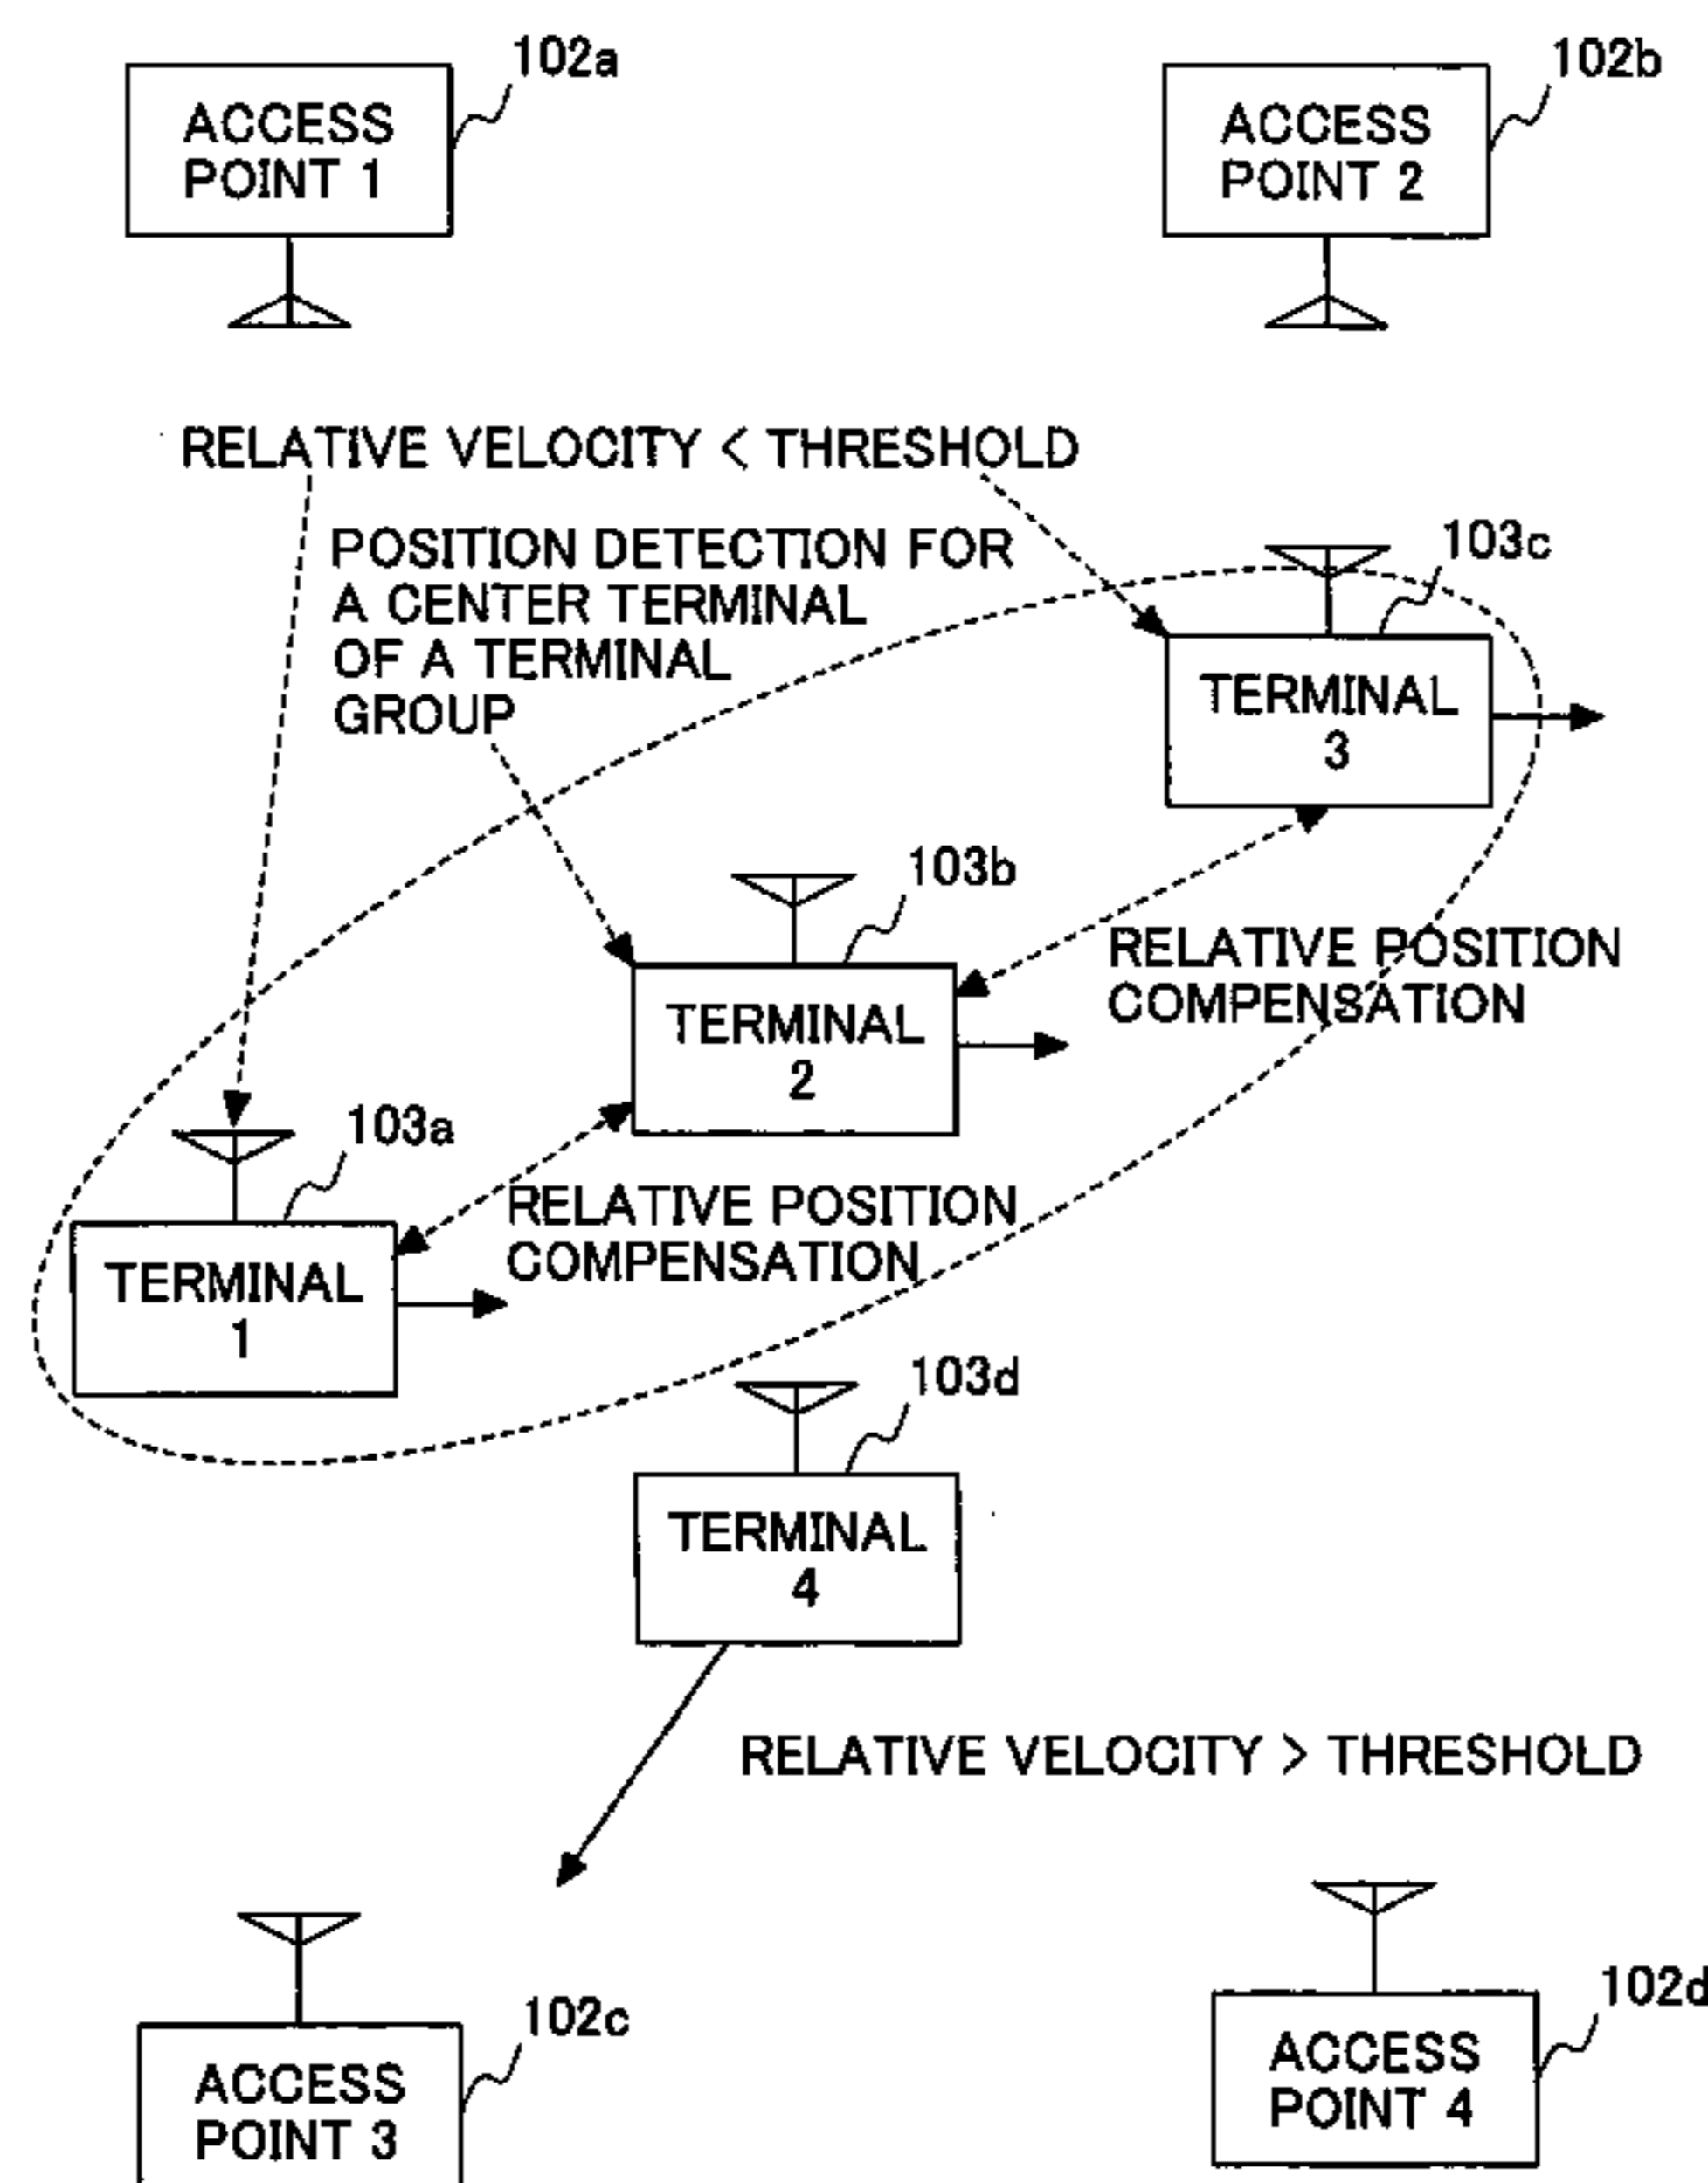 102a
102b
ACCESS
POINT 1
ACCESS
POINT 2
RELATIVE VELOCITY < THRESHOLD
POSITION DETECTION FOR
A CENTER TERMINAL
OF A TERMINAL
GROUP
103c
TERMINAL
3
103b
RELATIVE POSITION
COMPENSATION
TERMINAL
2
103a
RELATIVE POSITION
COMPENSATION
TERMINAL
1
103d
TERMINAL
4
RELATIVE VELOCITY > THRESHOLD
102c
102d
ACCESS
POINT 3
ACCESS
POINT 4